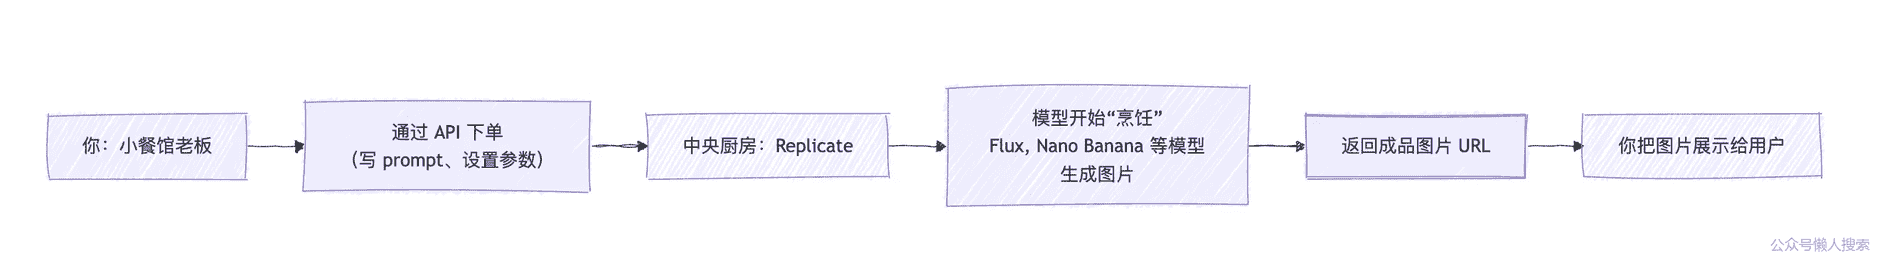 你：小餐馆老板
通过 API 下单
（写 prompt、设置参数）
中央厨房：Replicate
模型开始“烹饪”
Flux, Nano Banana 等模型
生成图片
返回成品图片 URL
你把图片展示给用户
公众号懒人搜索